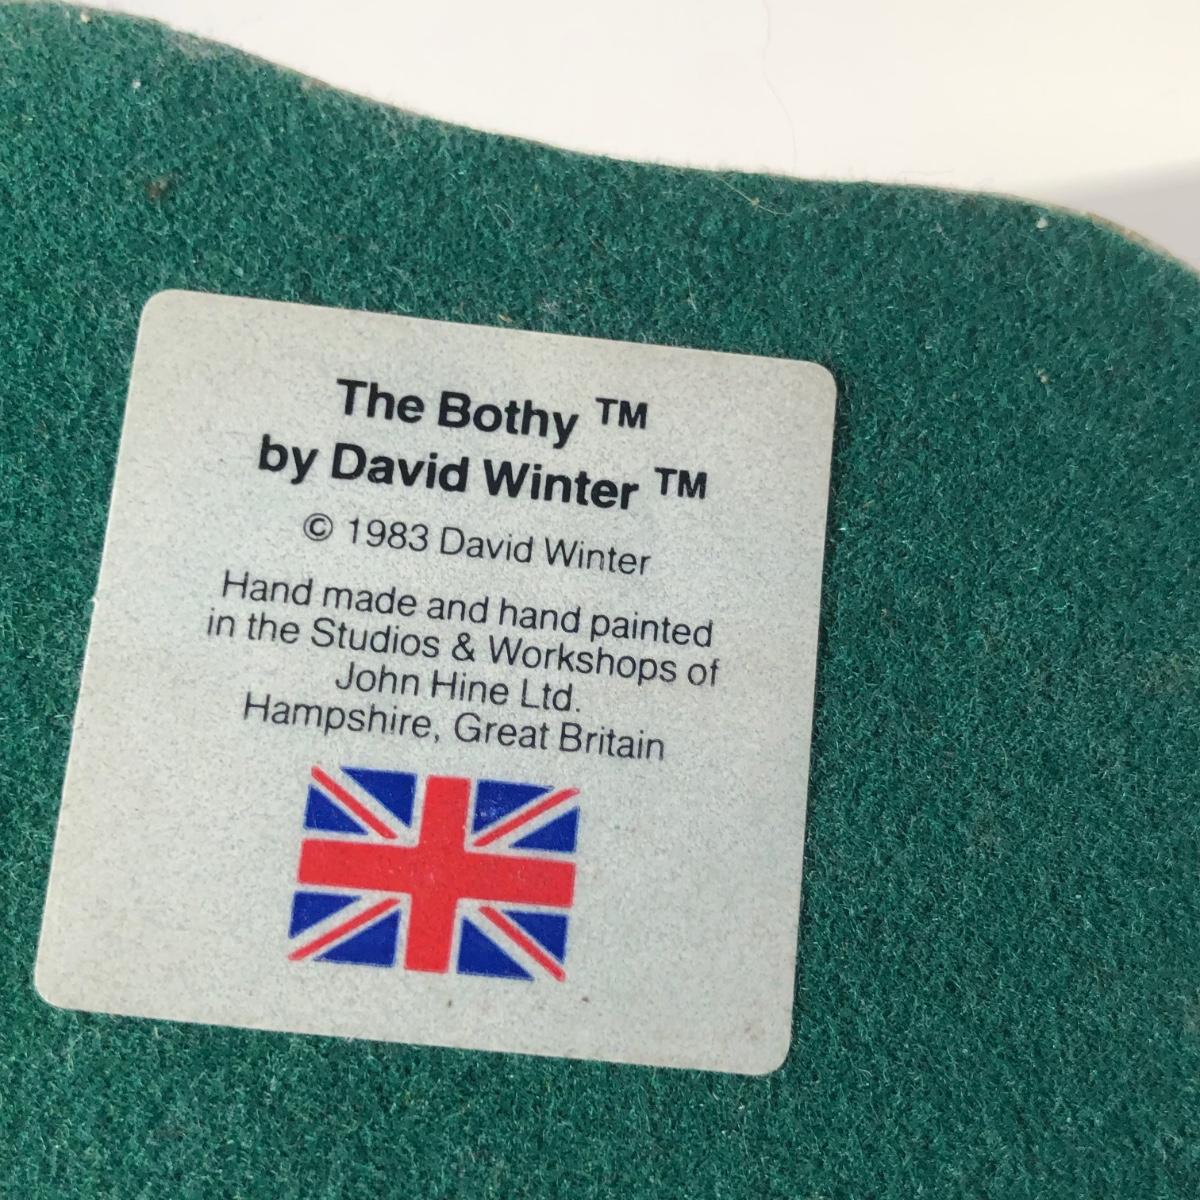 The Bothy ™
by David Winter ™
© 1983 David Winter
Hand made and hand painted
in the Studios & Workshops of
John Hine Ltd.
Hampshire, Great Britain